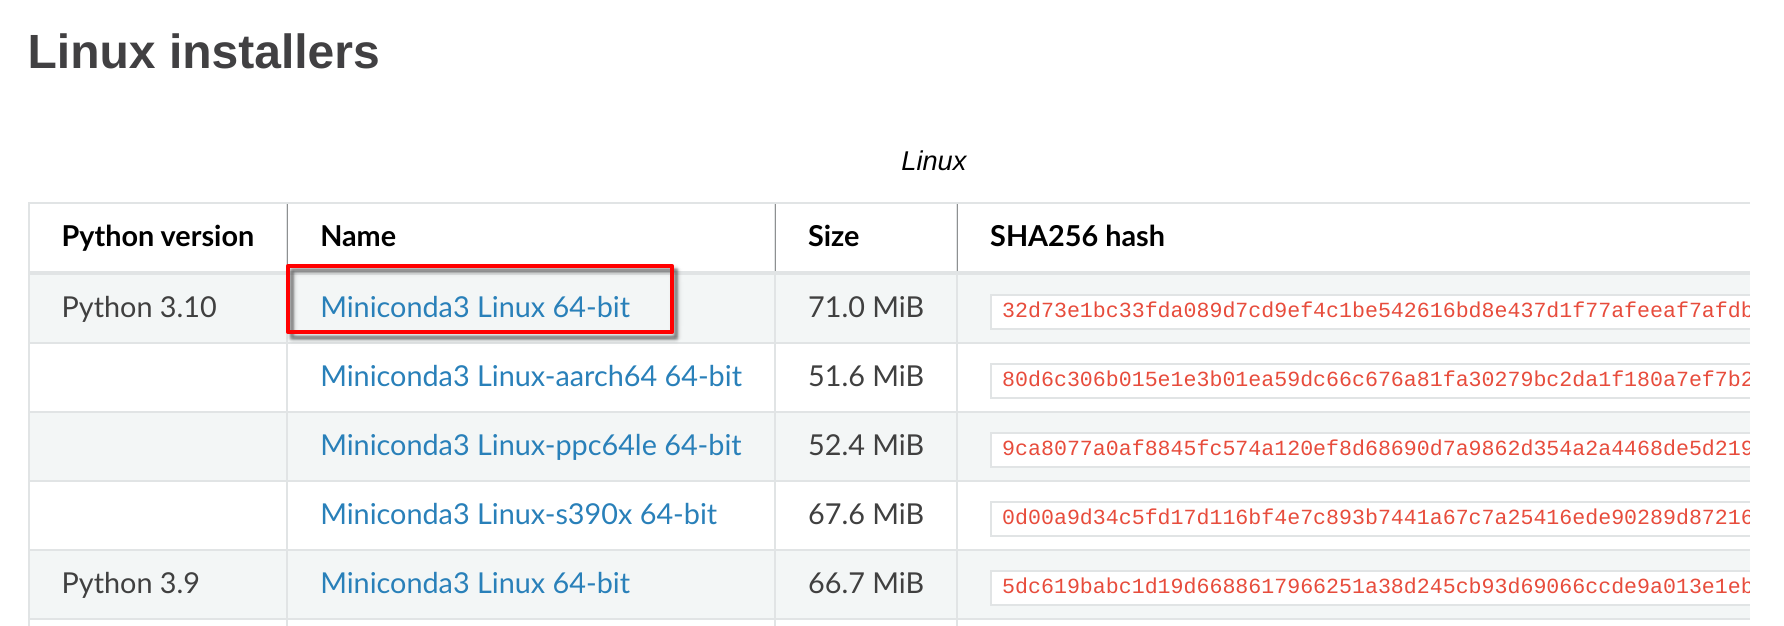 Linux installers
Linux
Python version Name Size SHA256 hash
Python 3.10 Miniconda3 Linux 64-bit 71.0 MiB 32d73e1bc33fda089d7cd9ef4c1be542616bd8e437d1f77afeeaf7afdb
Miniconda3 Linux-aarch64 64-bit 51.6 MiB 80d6c306b015e1e3b01ea59dc66c676a81fa30279bc2da1f180a7ef7b2
Miniconda3 Linux-ppc64le 64-bit 52.4 MiB 9ca8077a0af8845fc574a120ef8d68690d7a9862d354a2a4468de5d219
Miniconda3 Linux-s390x 64-bit 67.6 MiB 0d00a9d34c5fd17d116bf4e7c893b7441a67c7a25416ede90289d87216
Python 3.9 Miniconda3 Linux 64-bit 66.7 MiB 5dc619babc1d19d6688617966251a38d245cb93d69066ccde9a013e1eb